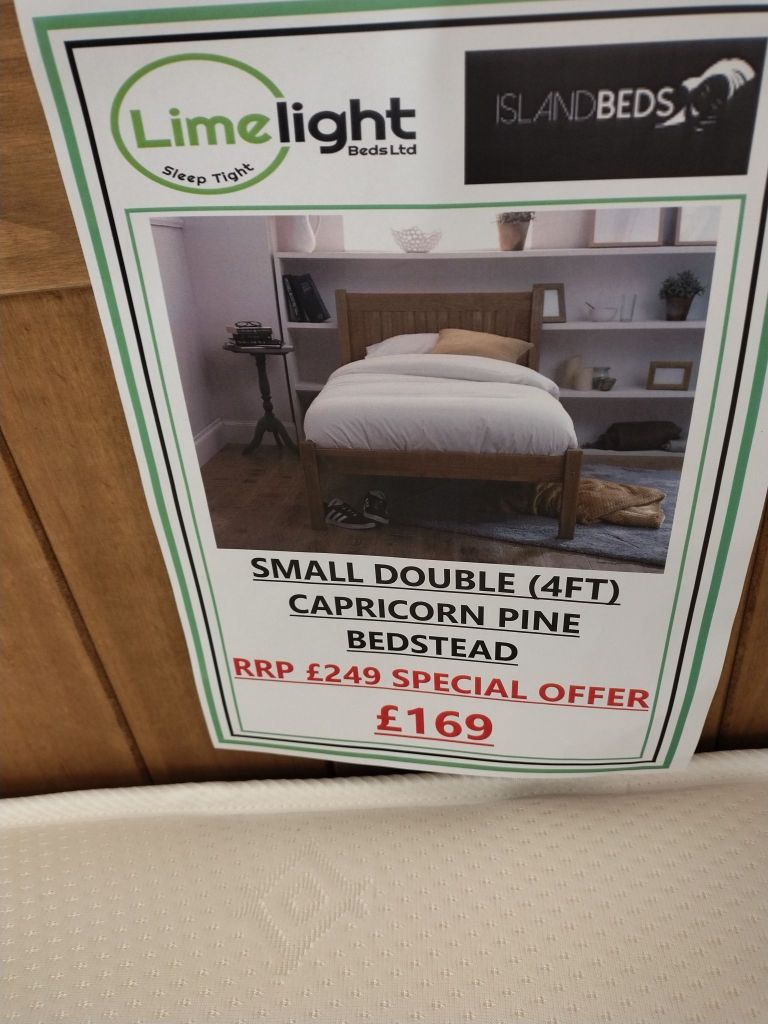 Limelight
Beds Ltd
Sleep Tight
ISLANDBEDS
SMALL DOUBLE (4FT)
CAPRICORN PINE
BEDSTEAD
RRP £249 SPECIAL OFFER
£169